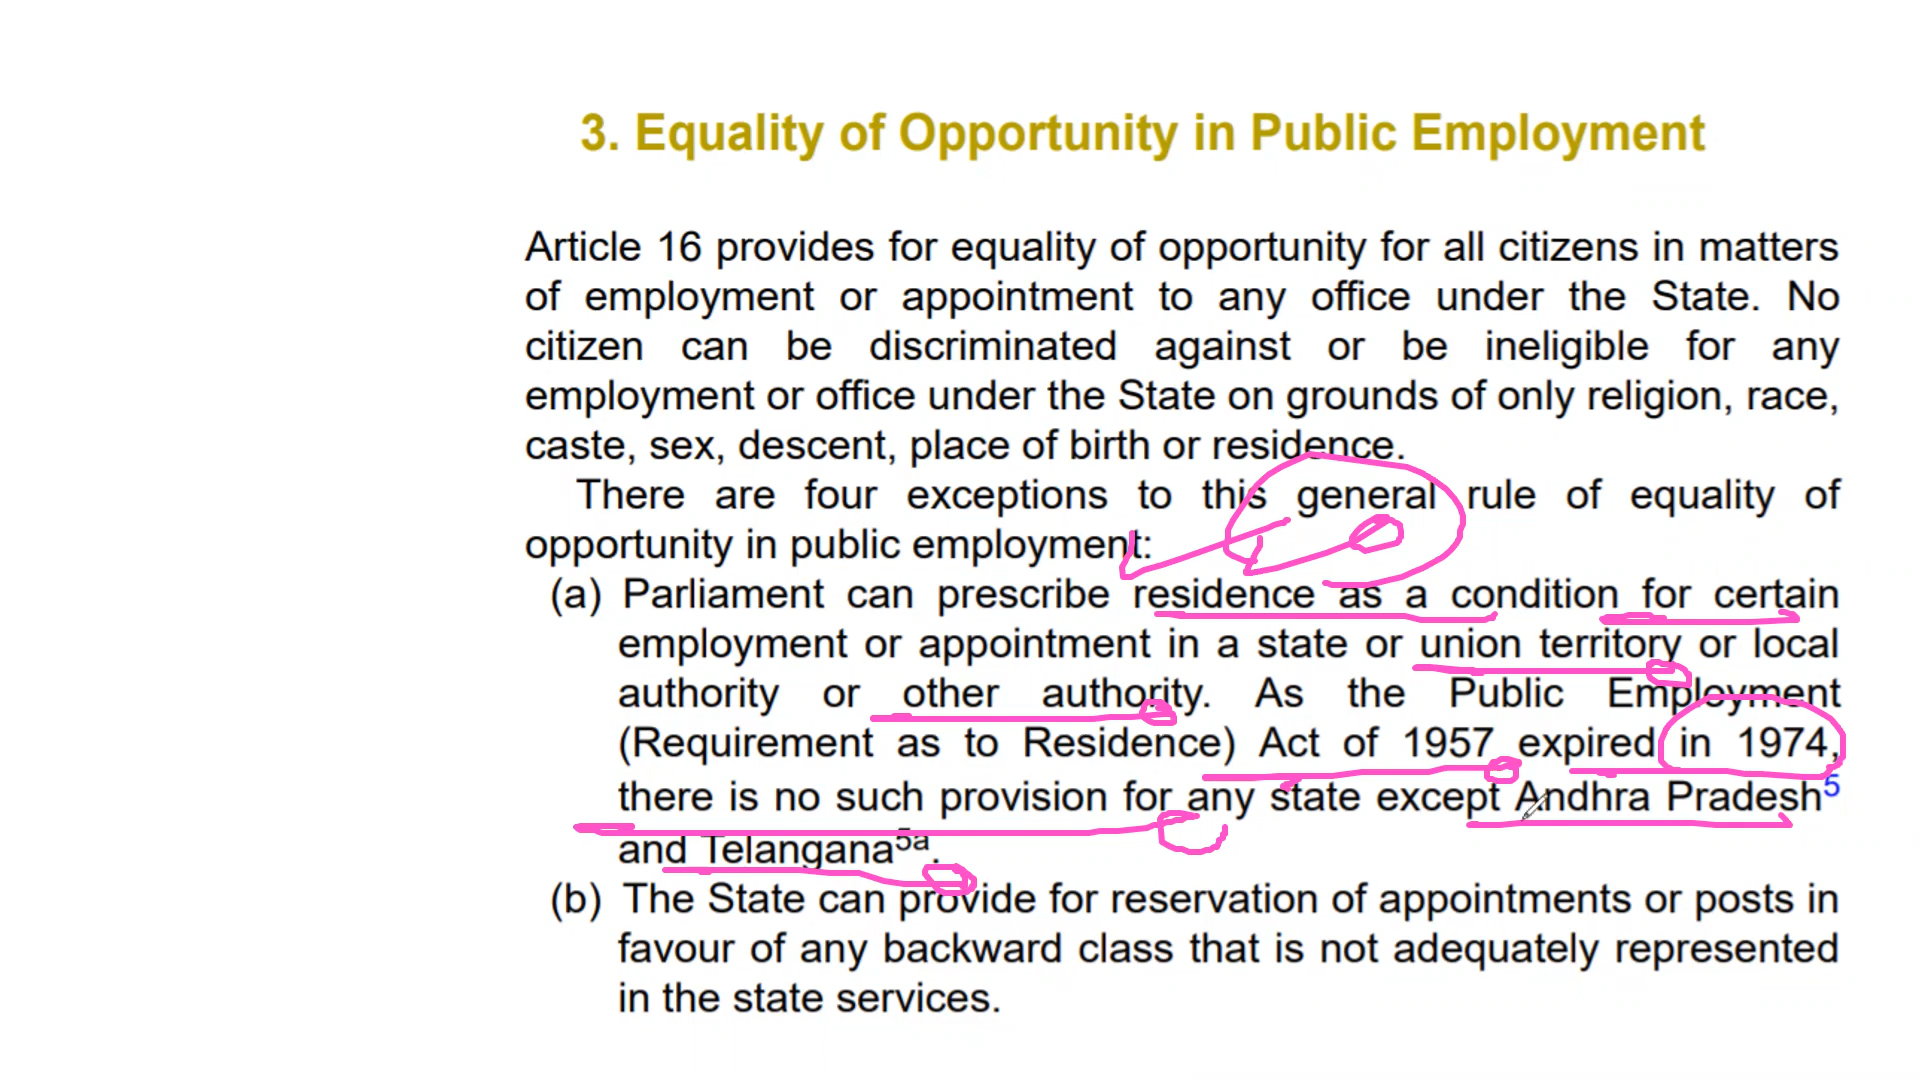 3. Equality of Opportunity in Public Employment
Article 16 provides for equality of opportunity for all citizens in matters
of employment or appointment to any office under the State. No
citizen can be discriminated against or be ineligible for any
employment or office under the State on grounds of only religion, race,
caste, sex, descent, place of birth or residence.
There are four exceptions to this general rule of equality of
opportunity in public employment:
(a) Parliament can prescribe residence as a condition for certain
employment or appointment in a state or union territory or local
authority or other authority. As the Public Employment
(Requirement as to Residence) Act of 1957 expired in 1974,
there is no such provision for any state except Andhra Pradesh5
and Telangana5a.
(b) The State can provide for reservation of appointments or posts in
favour of any backward class that is not adequately represented
in the state services.